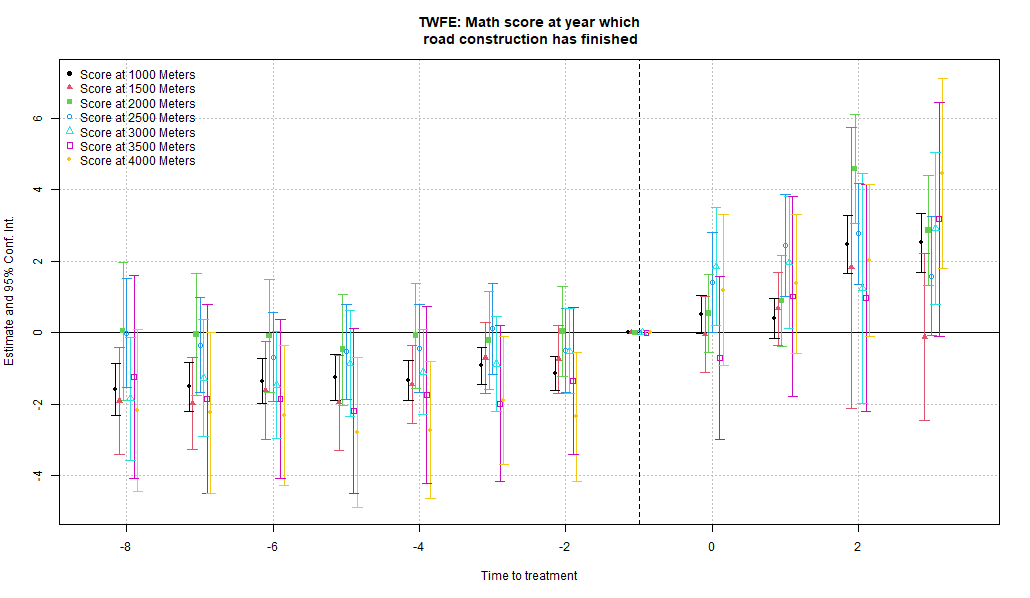 TWFE: Math score at year which
road construction has finished
Score at 1000 Meters
Score at 1500 Meters
Score at 2000 Meters
Score at 2500 Meters
Score at 3000 Meters
Score at 3500 Meters
Score at 4000 Meters
Estimate and 95% Conf. Int.
6
4
2
0
-2
-4
-8
-6
-4
-2
0
2
Time to treatment